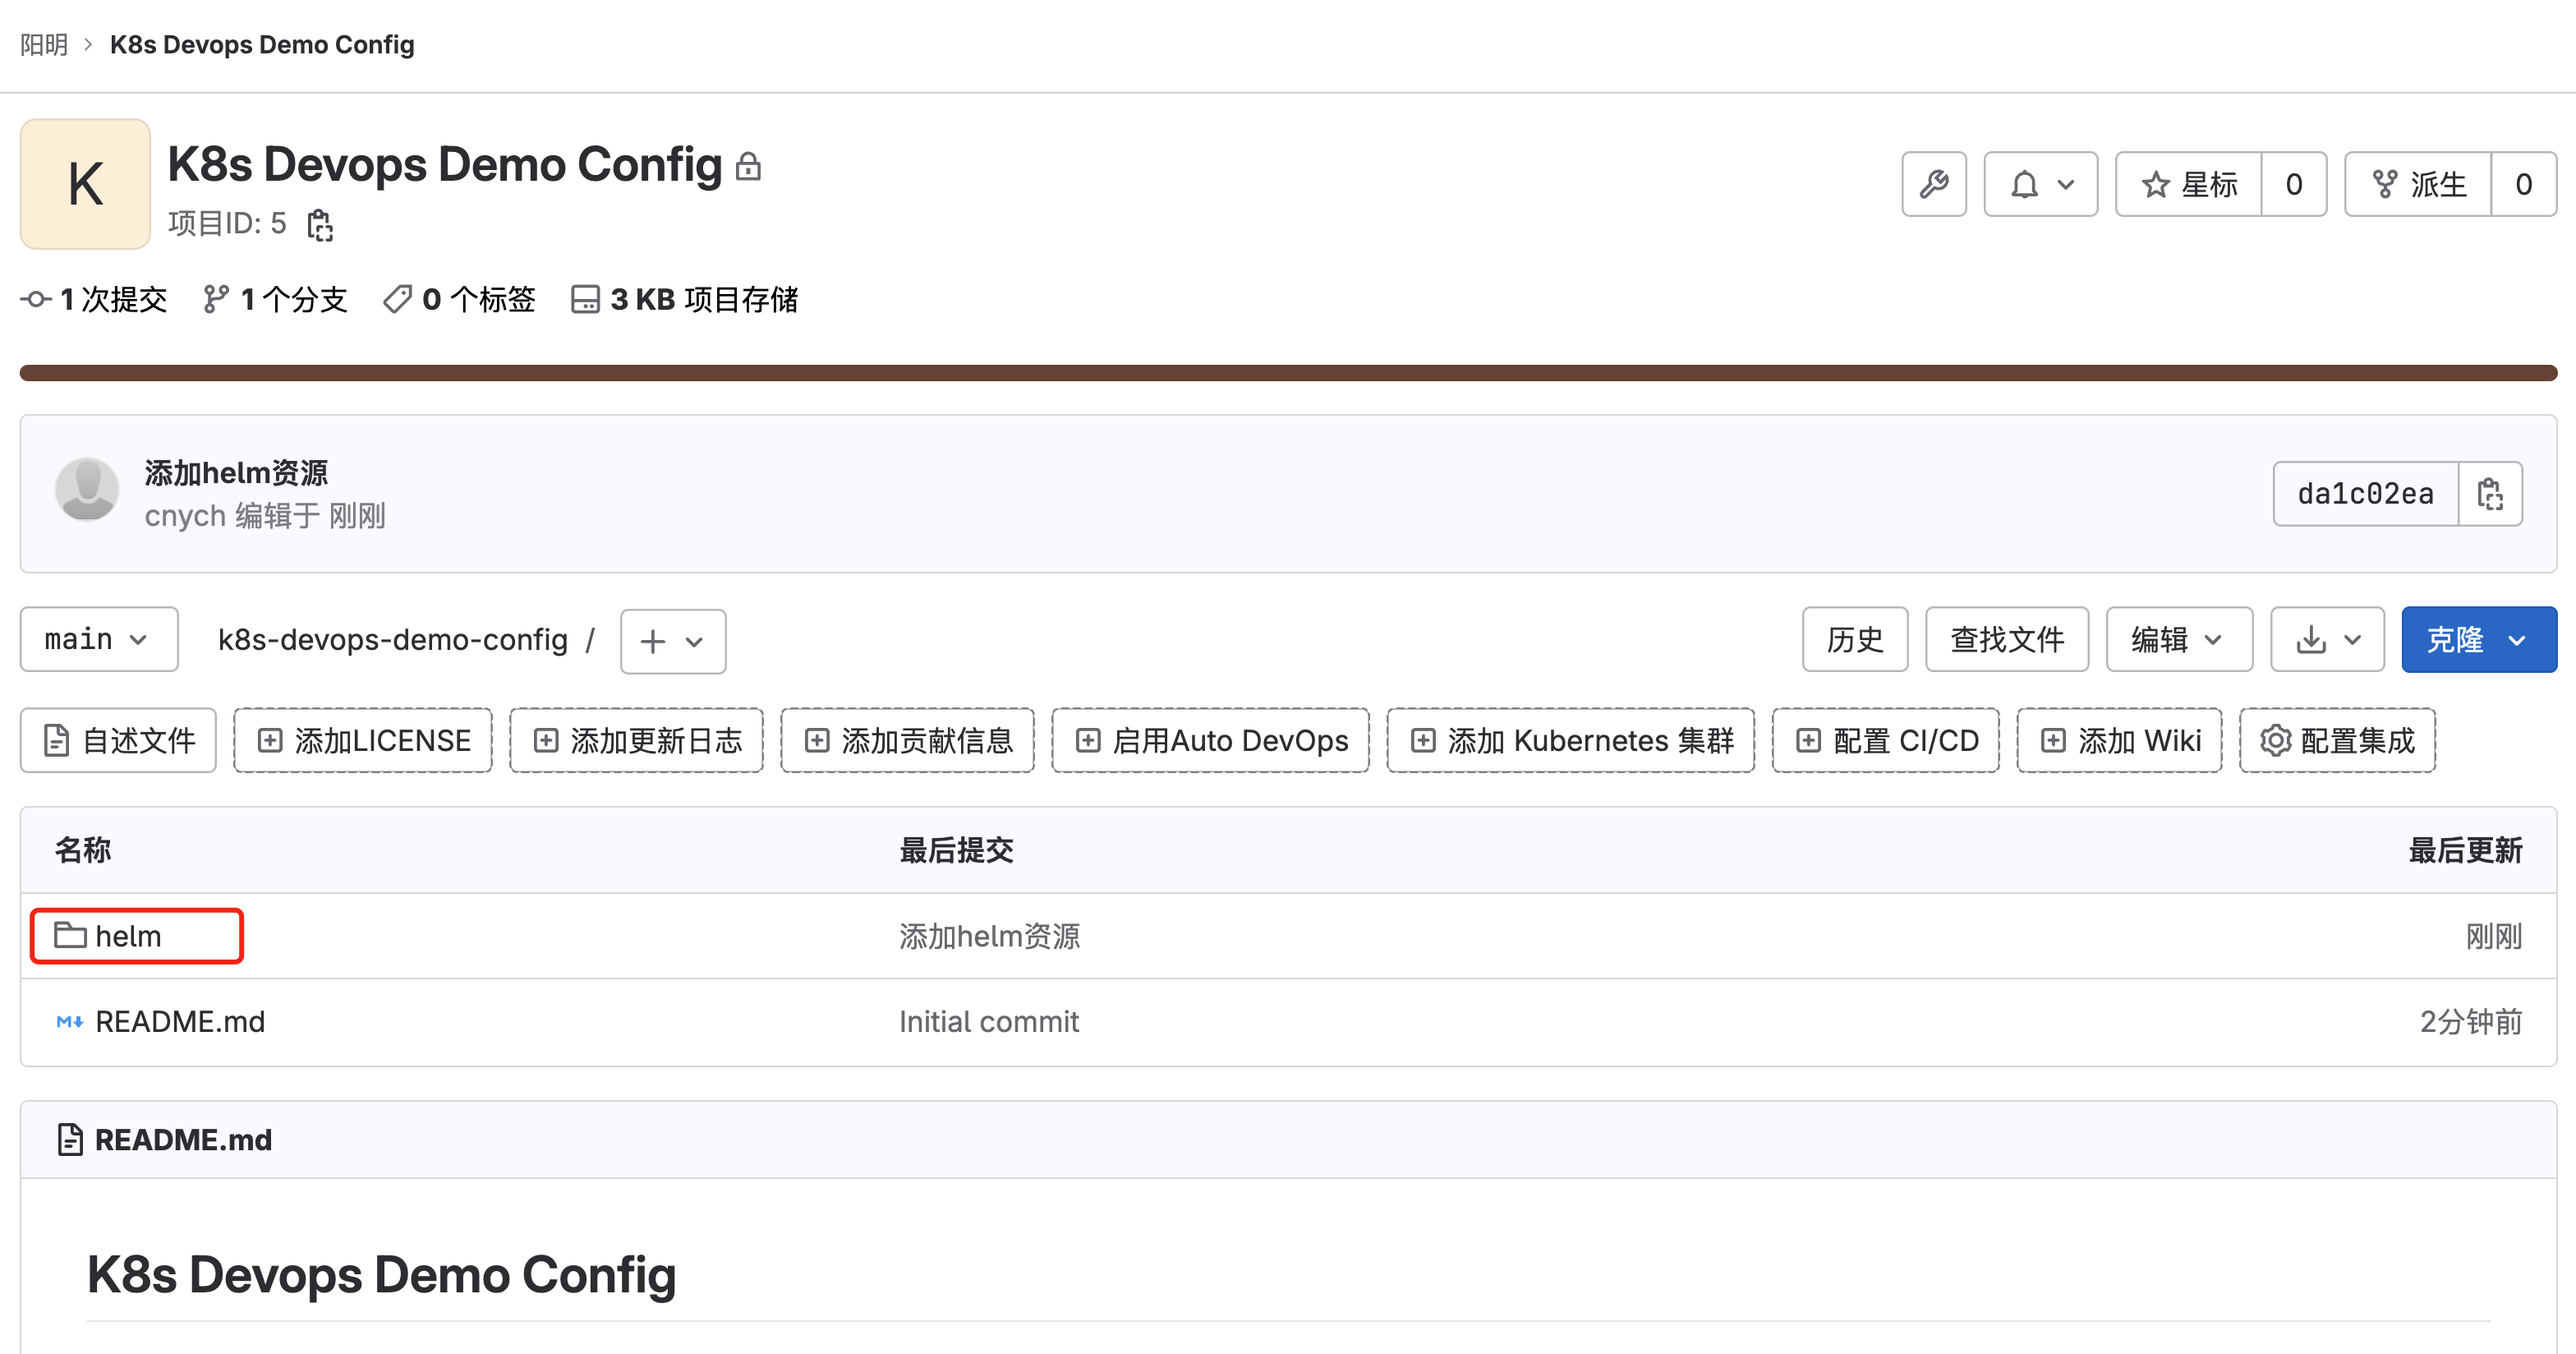 阳明 > K8s Devops Demo Config
K
K8s Devops Demo Config
项目ID: 5
星标 0 派生 0
1 次提交 1 个分支 0 个标签 3 KB 项目存储
添加helm资源
cnych 编辑于 刚刚
da1c02ea
main k8s-devops-demo-config / 历史 查找文件 编辑 克隆
自述文件 添加LICENSE 添加更新日志 添加贡献信息 启用Auto DevOps 添加 Kubernetes 集群 配置 CI/CD 添加 Wiki 配置集成
名称 最后提交 最后更新
helm 添加helm资源 刚刚
README.md Initial commit 2分钟前
README.md
K8s Devops Demo Config